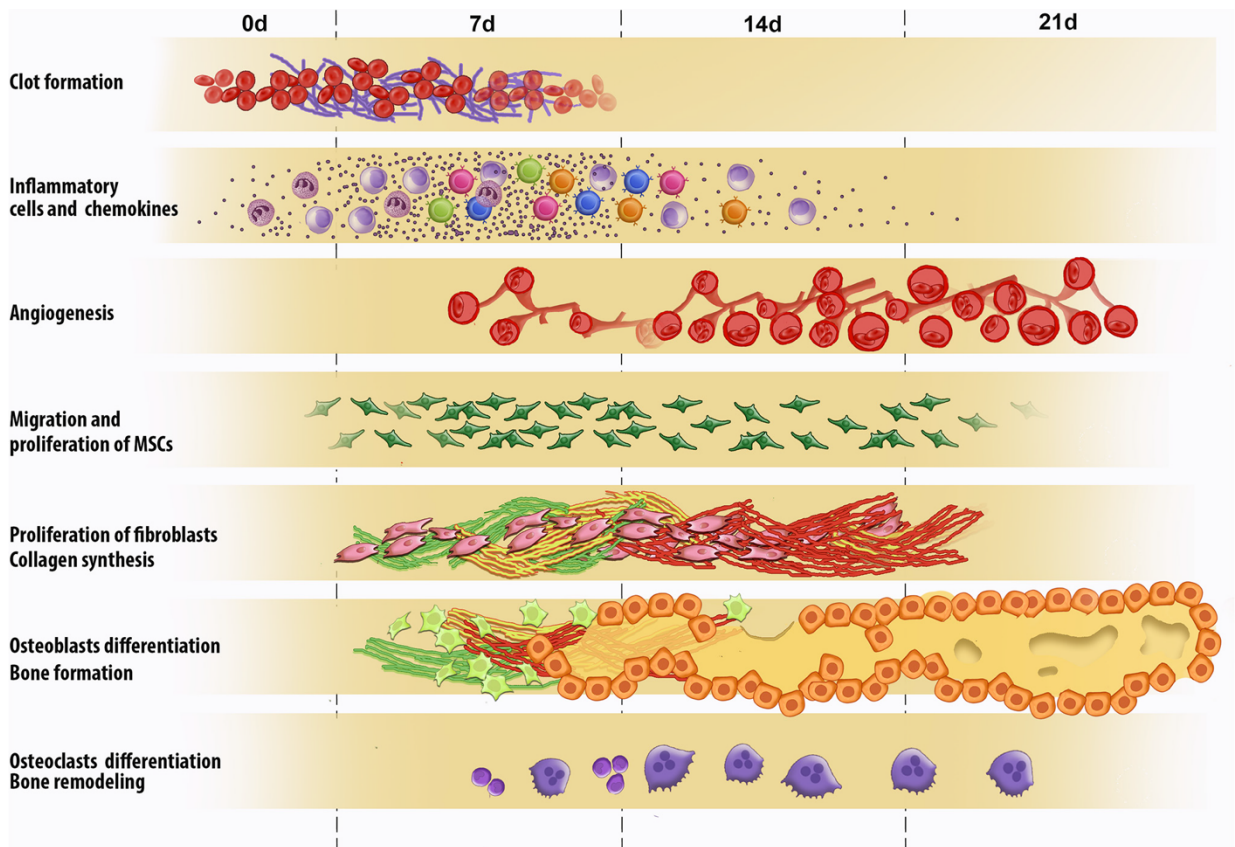 0d 7d 14d 21d
Clot formation
Inflammatory
cells and chemokines
Angiogenesis
Migration and
proliferation of MSCs
Proliferation of fibroblasts
Collagen synthesis
Osteoblasts differentiation
Bone formation
Osteoclasts differentiation
Bone remodeling